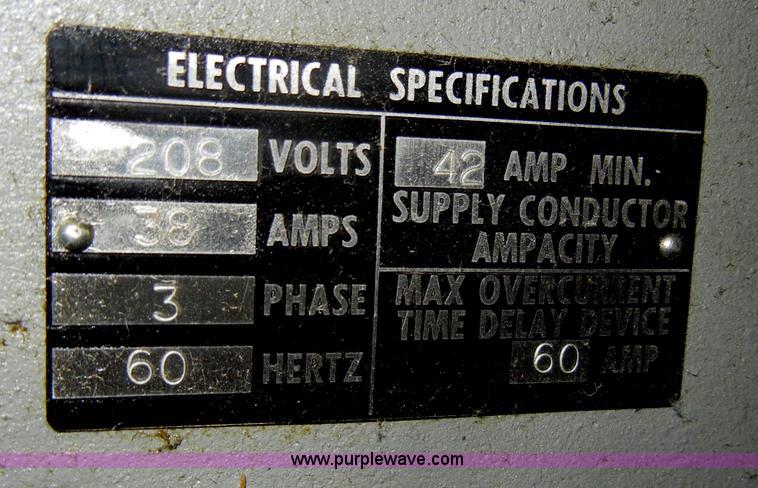 ELECTRICAL SPECIFICATIONS
208 VOLTS
38 AMPS
3 PHASE
60 HERTZ
42 AMP MIN.
SUPPLY CONDUCTOR
AMPACITY
MAX OVERCURRENT
TIME DELAY DEVICE
60 AMP
www.purplewave.com